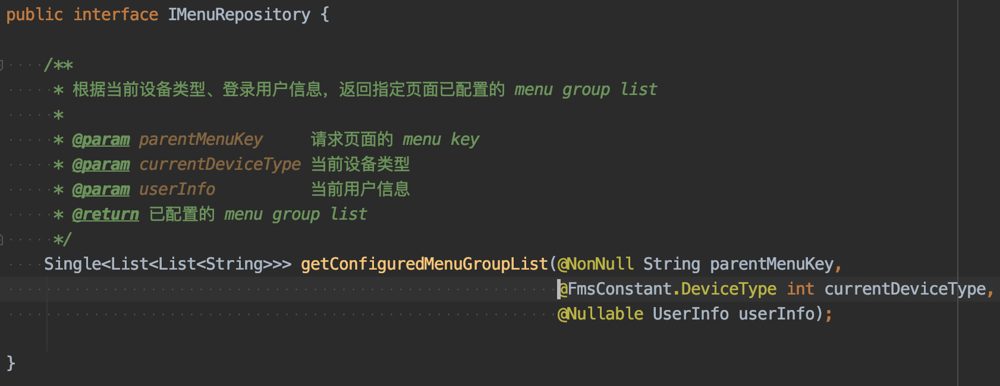 public interface IMenuRepository {
/**
* 根据当前设备类型、登录用户信息，返回指定页面已配置的 menu group list
*
* @param parentMenuKey     请求页面的 menu key
* @param currentDeviceType 当前设备类型
* @param userInfo          当前用户信息
* @return 已配置的 menu group list
*/
Single<List<List<String>>> getConfiguredMenuGroupList(@NonNull String parentMenuKey,
@FmsConstant.DeviceType int currentDeviceType,
@Nullable UserInfo userInfo);
}